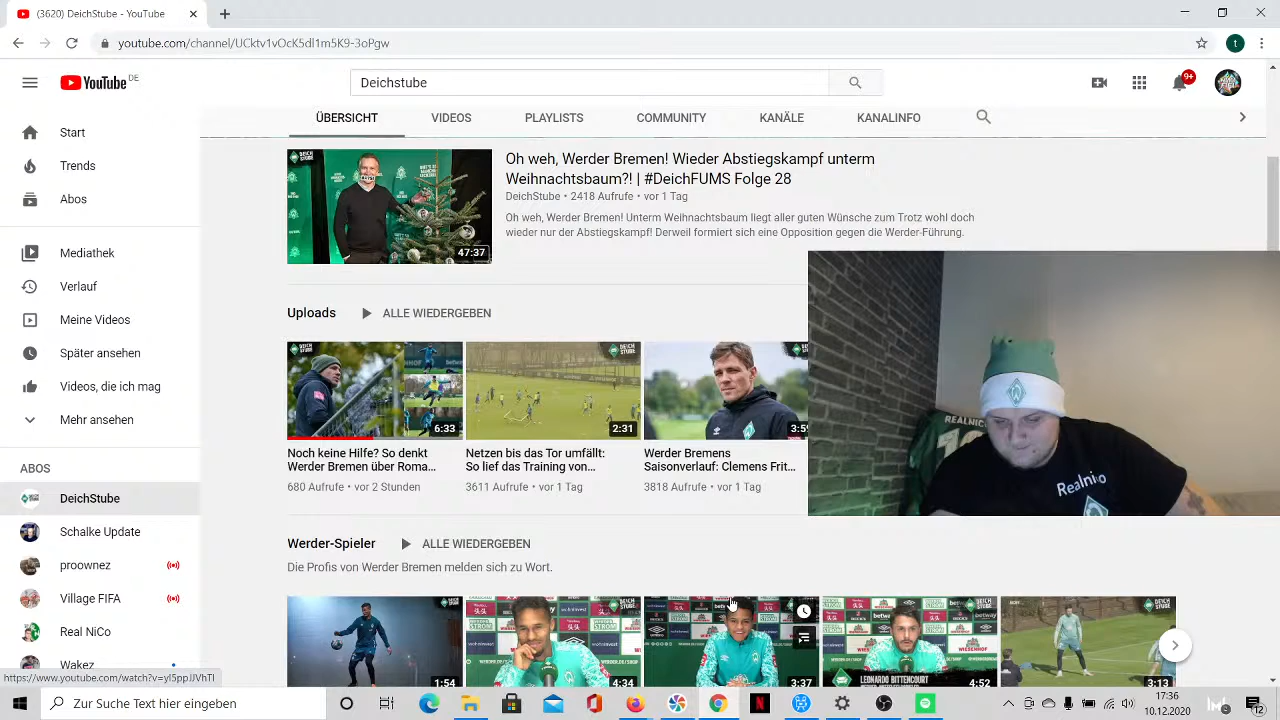 (3620) DeichStube - YouTube
youtube.com/channel/UCktv1vOcK5dI1m5K9-3oPgw
YouTube DE
Deichstube
9+
t
ÜBERSICHT
VIDEOS
PLAYLISTS
COMMUNITY
KANÄLE
KANALINFO
Start
Trends
Abos
Mediathek
Verlauf
Meine Videos
Später ansehen
Videos, die ich mag
Mehr ansehen
ABOS
DeichStube
Schalke Update
proownez
Village FIFA
Real NiCo
Wakez
47:37
Oh weh, Werder Bremen! Wieder Abstiegskampf unterm
Weihnachtsbaum?! | #DeichFUMS Folge 28
DeichStube • 2418 Aufrufe • vor 1 Tag
Oh weh, Werder Bremen! Unterm Weihnachtsbaum liegt aller guten Wünsche zum Trotz wohl doch
wieder nur der Abstiegskampf! Derweil formiert sich eine Opposition gegen die Werder-Führung.
Uploads
ALLE WIEDERGEBEN
6:33
2:31
Noch keine Hilfe? So denkt
Werder Bremen über Roma...
680 Aufrufe • vor 2 Stunden
Netzen bis das Tor umfällt:
So lief das Training von...
3611 Aufrufe • vor 1 Tag
Werder Bremens
Saisonverlauf: Clemens Frit...
3818 Aufrufe • vor 1 Tag
REALNIC
Realnico
Werder-Spieler
ALLE WIEDERGEBEN
Die Profis von Werder Bremen melden sich zu Wort.
WIESENHOF
LEONARDO BITTENCOURT
1:54
4:34
3:37
4:52
3:13
Zur Suche Text hier eingeben
17:36
10.12.2020
12